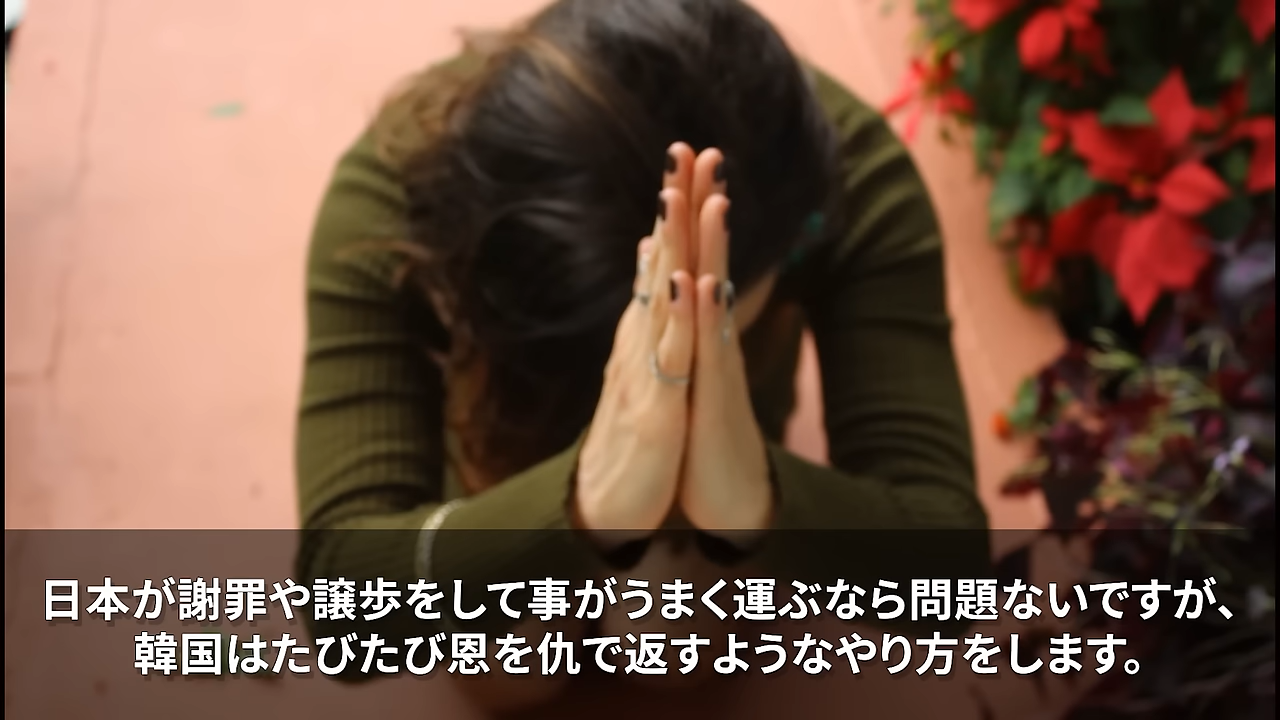 日本が謝罪や譲歩をして事がうまく運ぶなら問題ないですが、
韓国はたびたび恩を仇で返すようなやり方をします。